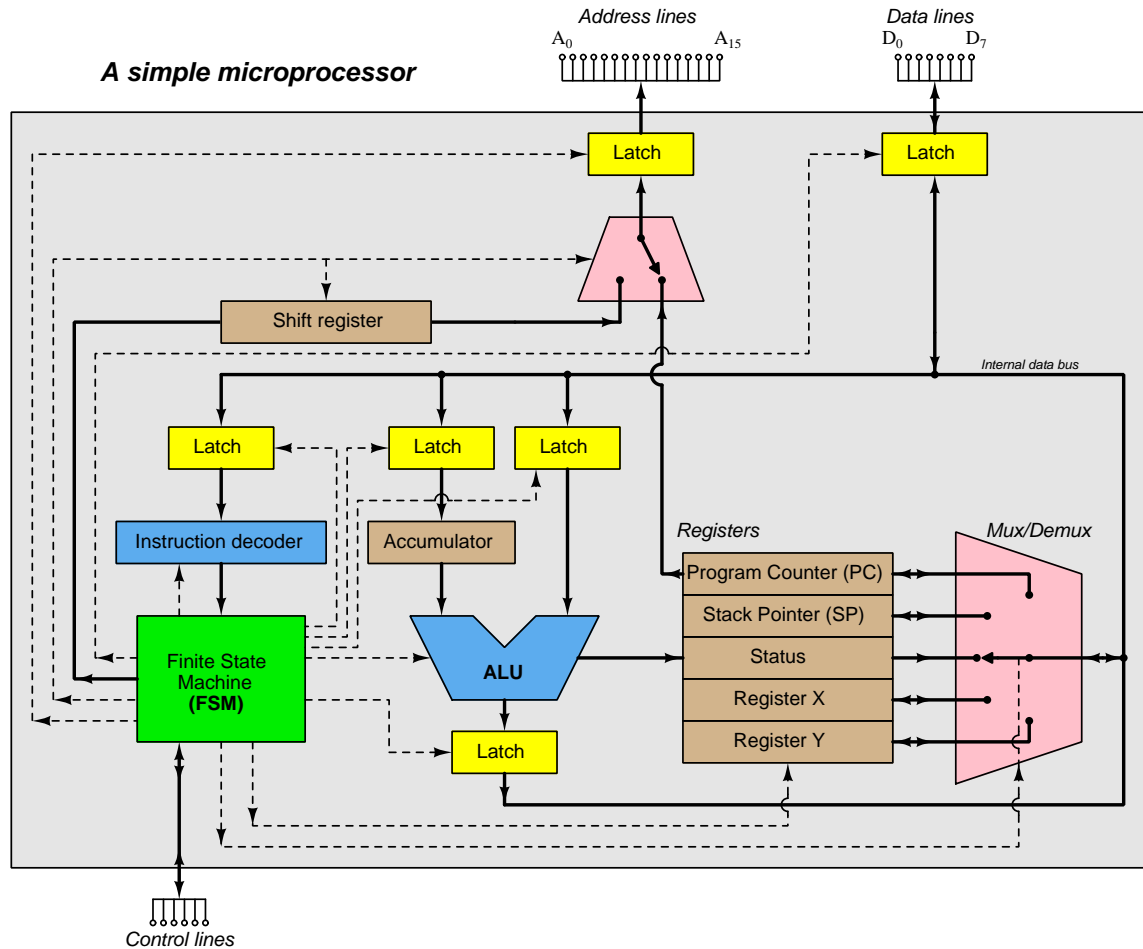 Address lines
Data lines
A0
A15
D0
D7
A simple microprocessor
Latch
Latch
Shift register
Internal data bus
Latch
Latch
Latch
Instruction decoder
Accumulator
Registers
Mux/Demux
Program Counter (PC)
Stack Pointer (SP)
Status
Register X
Register Y
Finite State
Machine
(FSM)
ALU
Latch
Control lines